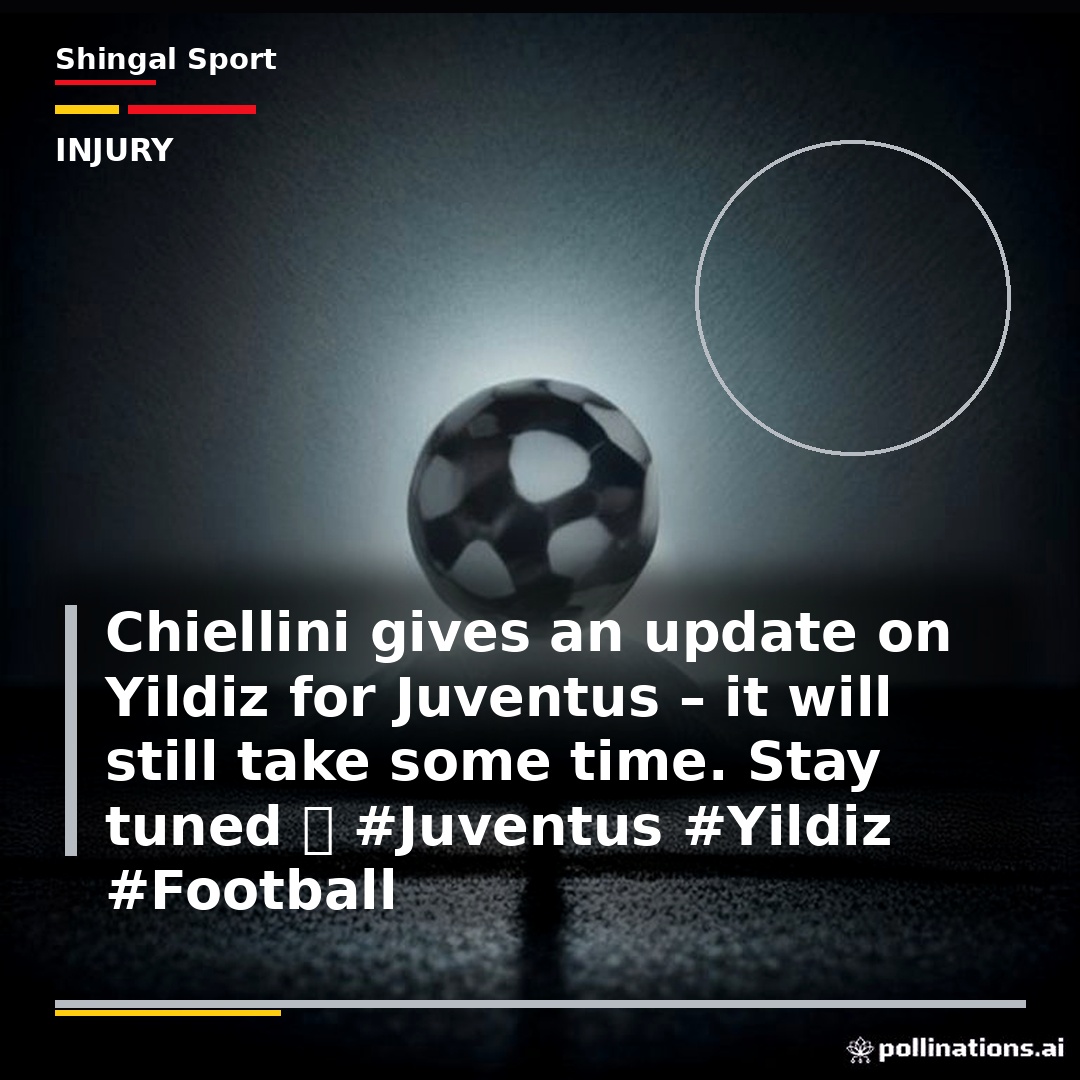 Shingal Sport
INJURY
Chiellini gives an update on
Yildiz for Juventus – it will
still take some time. Stay
tuned ▯ #Juventus #Yildiz
#Football
pollinations.ai